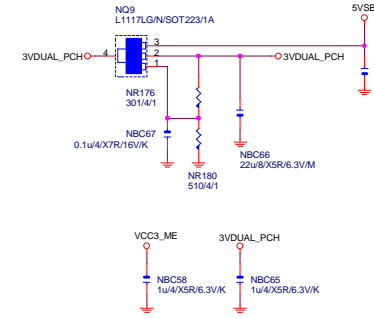 NQ9
L1117LG/N/SOT223/1A
5VSB
3VDUAL_PCH
4
3
2
1
3VDUAL_PCH
NR176
301/4/1
NBC67
0.1u/4/X7R/16V/K
NBC66
22u/8/X5R/6.3V/M
NR180
510/4/1
VCC3_ME
3VDUAL_PCH
NBC58
1u/4/X5R/6.3V/K
NBC65
1u/4/X5R/6.3V/K